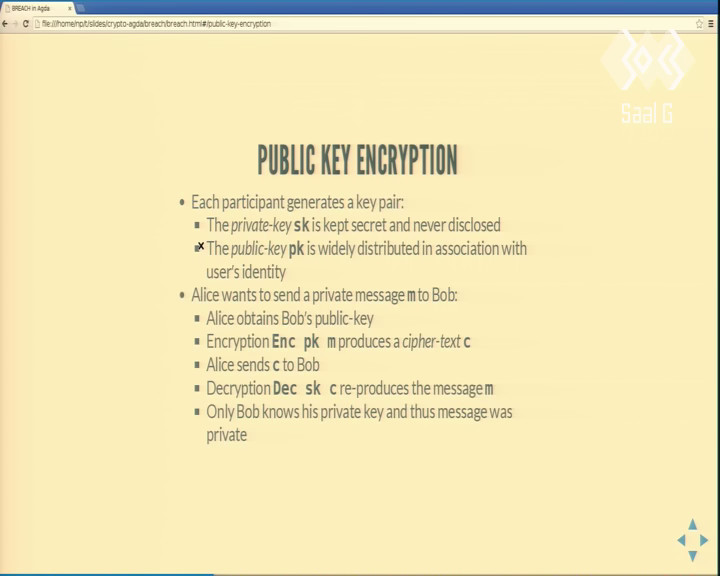 BREACH in Agda
file:///home/np/t/slides/crypto-agda/breach/breach.html#/public-key-encryption
Saal G
PUBLIC KEY ENCRYPTION
• Each participant generates a key pair:
▪ The private-key sk is kept secret and never disclosed
▪ The public-key pk is widely distributed in association with
user's identity
• Alice wants to send a private message m to Bob:
▪ Alice obtains Bob's public-key
▪ Encryption Enc pk m produces a cipher-text c
▪ Alice sends c to Bob
▪ Decryption Dec sk c re-produces the message m
▪ Only Bob knows his private key and thus message was
private